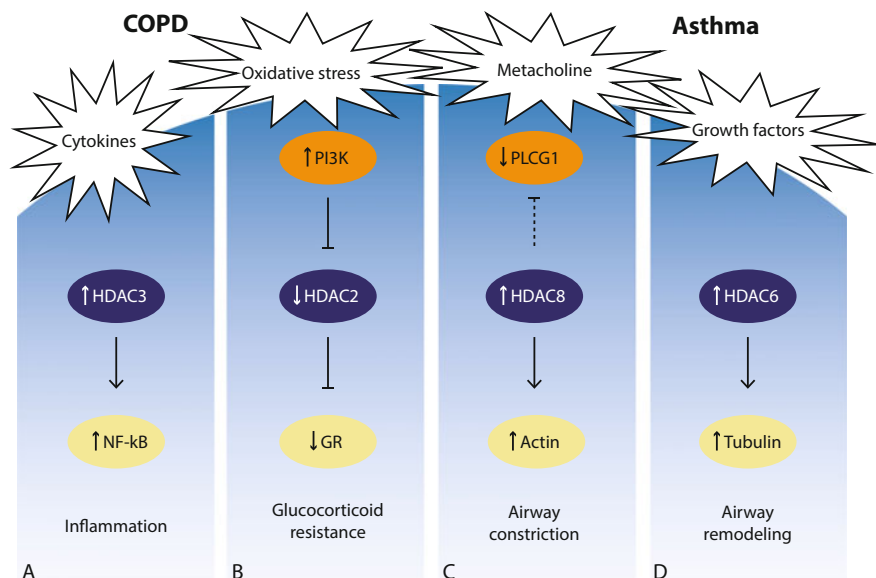 COPD
Asthma
Cytokines
Oxidative stress
Metacholine
Growth factors
↑PI3K
↓PLCG1
↑HDAC3
↓HDAC2
↑HDAC8
↑HDAC6
↑NF-kB
↓GR
↑Actin
↑Tubulin
Inflammation
Glucocorticoid
resistance
Airway
constriction
Airway
remodeling
A
B
C
D